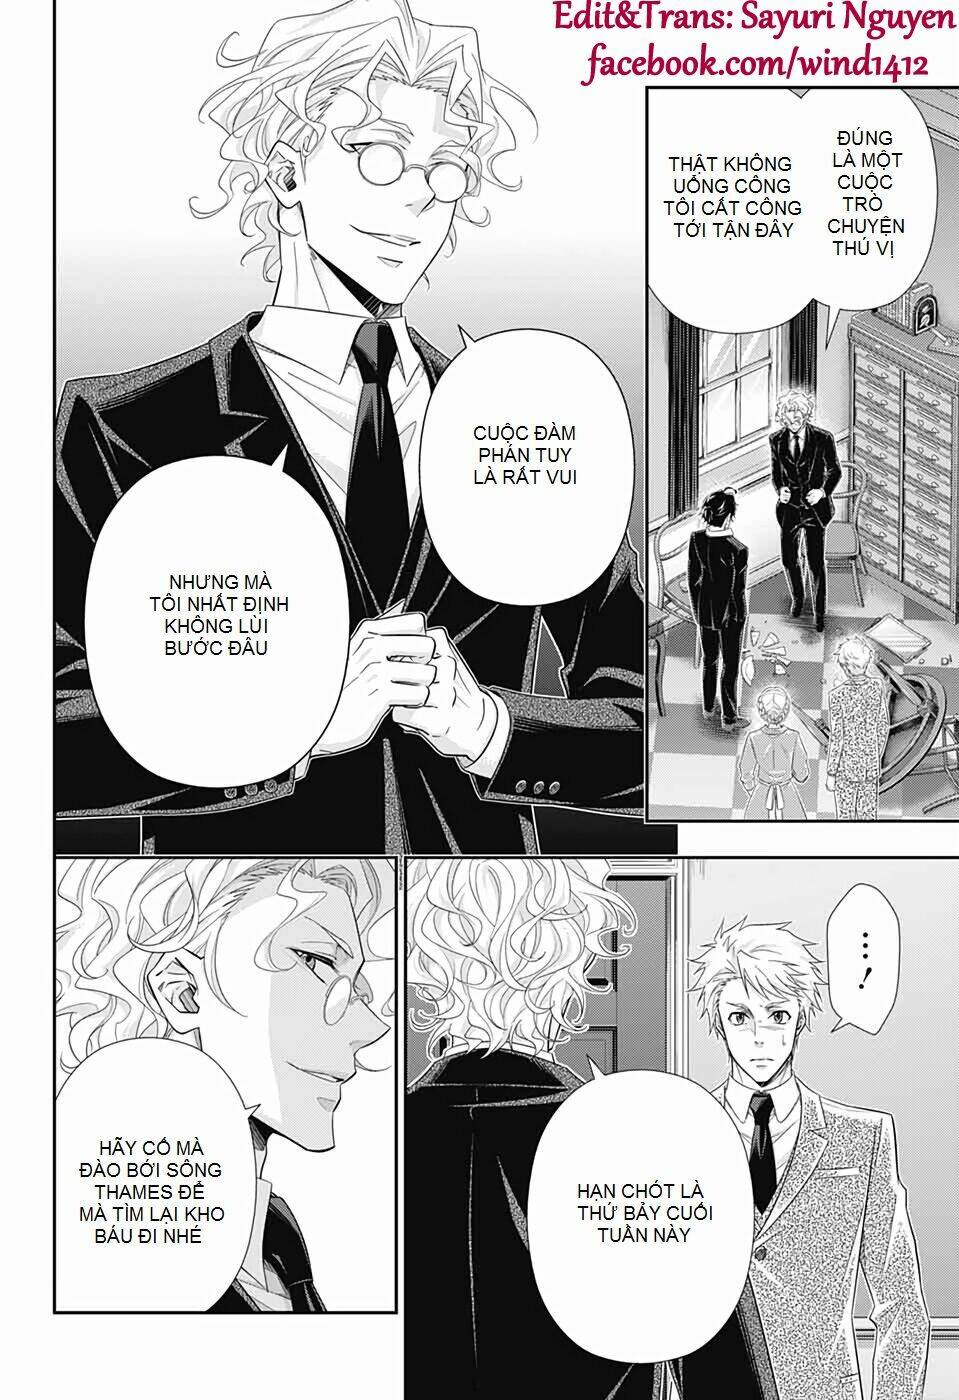 Edit&Trans: Sayuri Nguyen
facebook.com/wind1412
ĐÚNG
LÀ MỘT
CUỘC
TRÒ
CHUYỆN
THÚ VỊ
THẬT KHÔNG
UỔNG CÔNG
TÔI CẤT CÔNG
TỚI TẬN ĐÂY
CUỘC ĐÀM
PHÁN TUY
LÀ RẤT VUI
NHƯNG MÀ
TÔI NHẤT ĐỊNH
KHÔNG LÙI
BƯỚC ĐÂU
...!
HẠN CHÓT LÀ
THỨ BẢY CUỐI
TUẦN NÀY
HÃY CỐ MÀ
ĐÀO BỚI SÔNG
THAMES ĐỂ
MÀ TÌM LẠI KHO
BÁU ĐI NHÉ